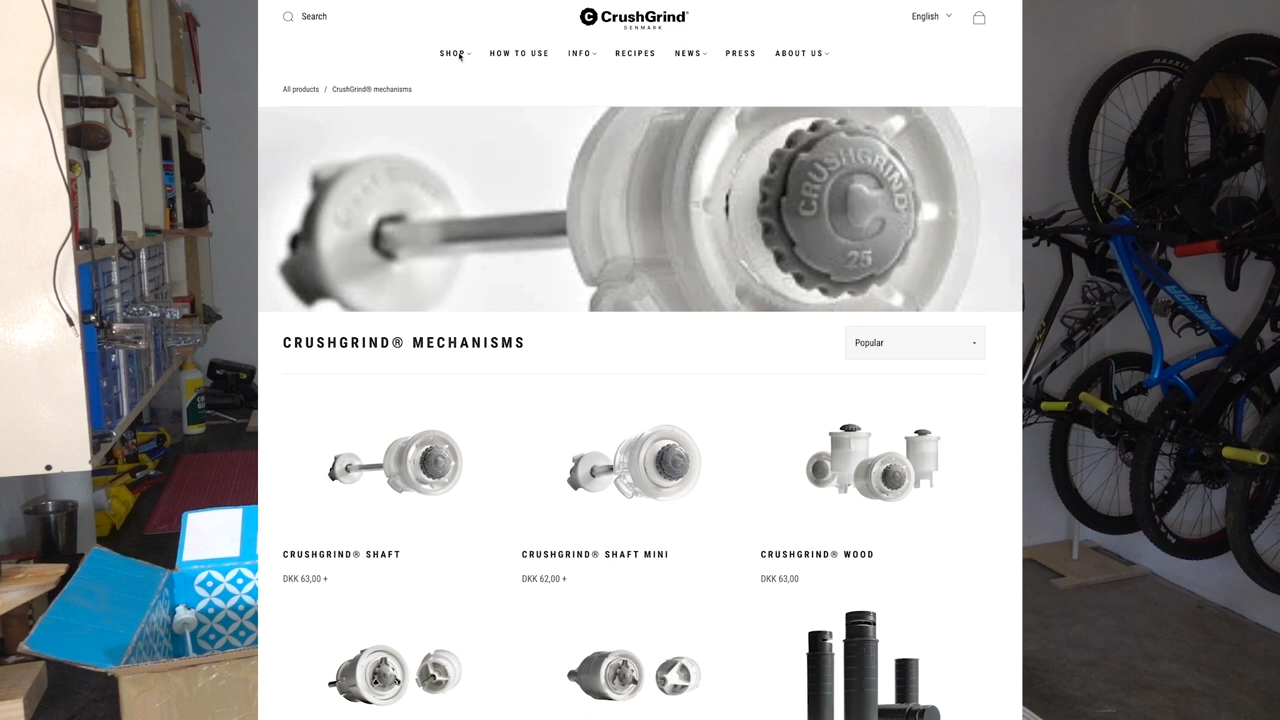 Search
CrushGrind®
DENMARK
English
SHOP
HOW TO USE
INFO
RECIPES
NEWS
PRESS
ABOUT US
All products / CrushGrind® mechanisms
CRUSHGRIND
C
25
CRUSHGRIND® MECHANISMS
Popular
CRUSHGRIND® SHAFT
CRUSHGRIND® SHAFT MINI
CRUSHGRIND® WOOD
DKK 63,00 +
DKK 62,00 +
DKK 63,00
MERIDA
MAXXIS